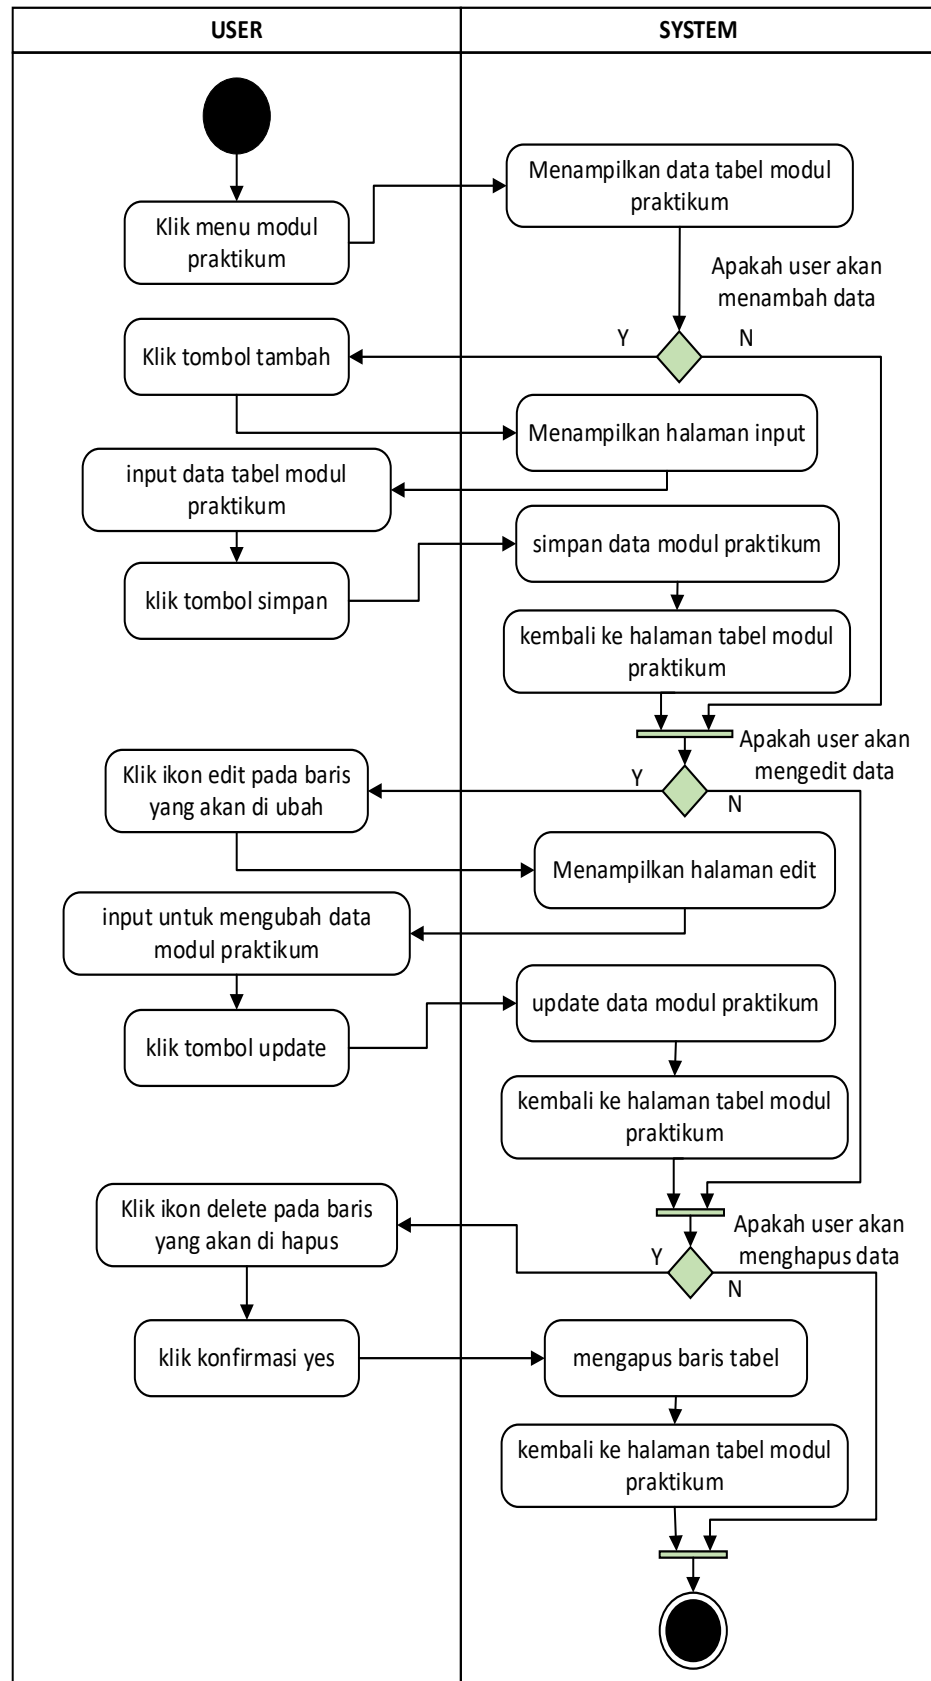 USER
SYSTEM
Klik menu modul
praktikum
Menampilkan data tabel modul
praktikum
Apakah user akan
menambah data
Y
N
Klik tombol tambah
Menampilkan halaman input
input data tabel modul
praktikum
simpan data modul praktikum
klik tombol simpan
kembali ke halaman tabel modul
praktikum
Apakah user akan
mengedit data
Y
N
Klik ikon edit pada baris
yang akan di ubah
Menampilkan halaman edit
input untuk mengubah data
modul praktikum
update data modul praktikum
klik tombol update
kembali ke halaman tabel modul
praktikum
Apakah user akan
menghapus data
Y
N
Klik ikon delete pada baris
yang akan di hapus
klik konfirmasi yes
mengapus baris tabel
kembali ke halaman tabel modul
praktikum